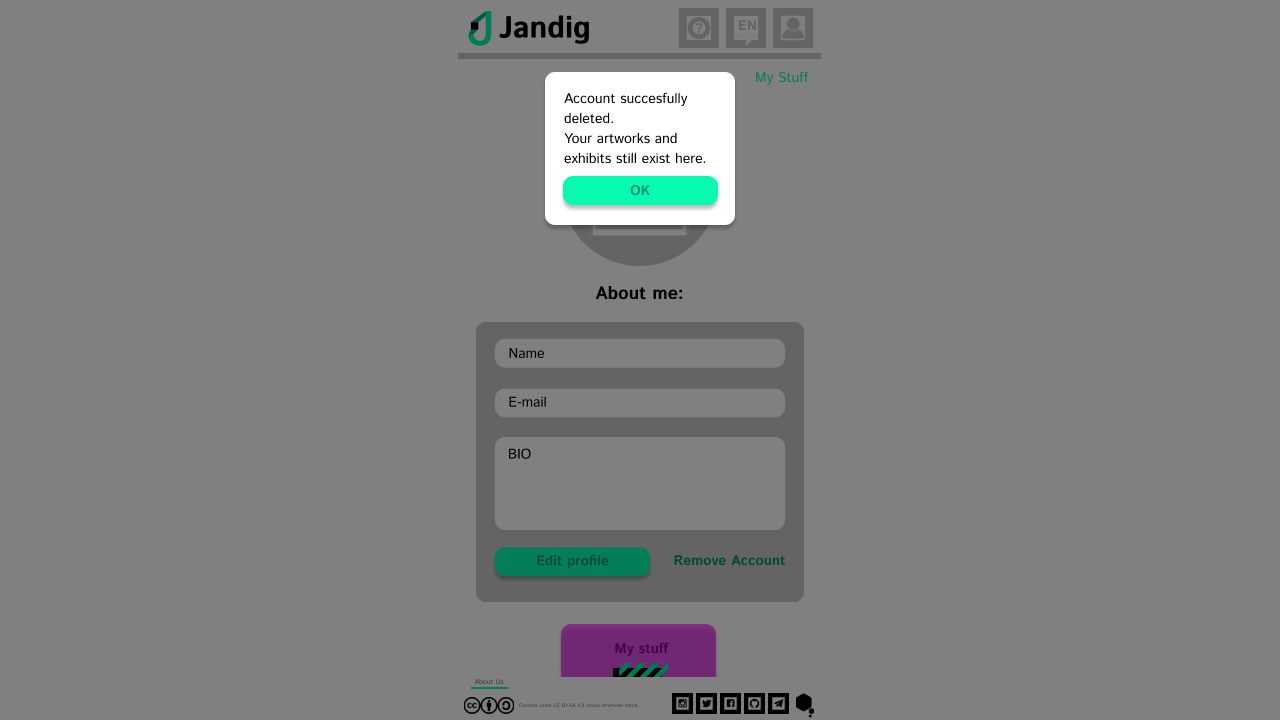 Jandig
?
EN
My Stuff
Account succesfully
deleted.
Your artworks and
exhibits still exist here.
OK
About me:
Name
E-mail
BIO
Edit profile
Remove Account
My stuff
About Us
cc